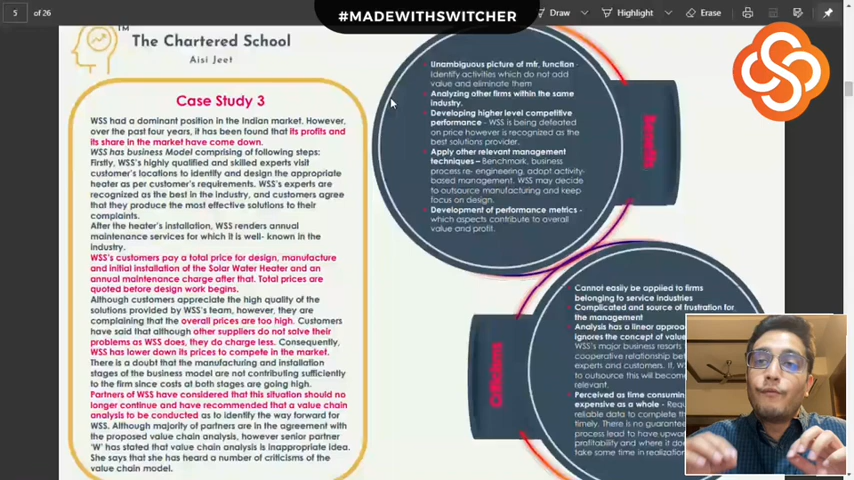 5 of 26
#MADEWITHSWITCHER
Draw
Highlight
Erase
TM
The Chartered School
Aisi Jeet
Case Study 3
WSS had a dominant position in the Indian market. However,
over the past four years, it has been found that its profits and
its share in the market have come down.
WSS has business Model comprising of following steps:
Firstly, WSS's highly qualified and skilled experts visit
customer's locations to identify and design the appropriate
heater as per customer's requirements. WSS's experts are
recognized as the best in the industry, and customers agree
that they produce the most effective solutions to their
complaints.
After the heater's installation, WSS renders annual
maintenance services for which it is well- known in the
industry.
WSS's customers pay a total price for design, manufacture
and initial installation of the Solar Water Heater and an
annual maintenance charge after that. Total prices are
quoted before design work begins.
Although customers appreciate the high quality of the
solutions provided by WSS's team, however, they are
complaining that the overall prices are too high. Customers
have said that although other suppliers do not solve their
problems as WSS does, they do charge less. Consequently,
WSS has lower down its prices to compete in the market.
There is a doubt that the manufacturing and installation
stages of the business model are not contributing sufficiently
to the firm since costs at both stages are going high.
Partners of WSS have considered that this situation should no
longer continue and have recommended that a value chain
analysis to be conducted as to identify the way forward for
WSS. Although majority of partners are in the agreement
with the proposed value chain analysis, however senior partner
'W' has stated that value chain analysis is inappropriate idea.
She says that she has heard a number of criticisms of the
value chain model.
Unambiguous picture of mfr. function -
Identify activities which do not add
value and eliminate them
Analyzing other firms within the same
industry.
Developing higher level competitive
performance - WSS is being defeated
on price however is recognized as the
best solutions provider.
Apply other relevant management
techniques – Benchmark, business
process re- engineering, adopt activity-
based management. WSS may decide
to outsource manufacturing and keep
focus on design.
Development of performance metrics -
which aspects contribute to overall
value and profit.
Benefits
Cannot easily be applied to firms
belonging to service industries
Complicated and source of frustration for
the management
Analysis has a linear approa
ignores the concept of value
WSS's major business resorts
cooperative relationship be
experts and customers. If, W
to outsource this will become
relevant.
Perceived as time consumin
expensive as a whole - Requ
reliable data to complete th
timely. There is no guarante
process lead to have upwar
profitability and where it doe
take some time in realization
Criticisms